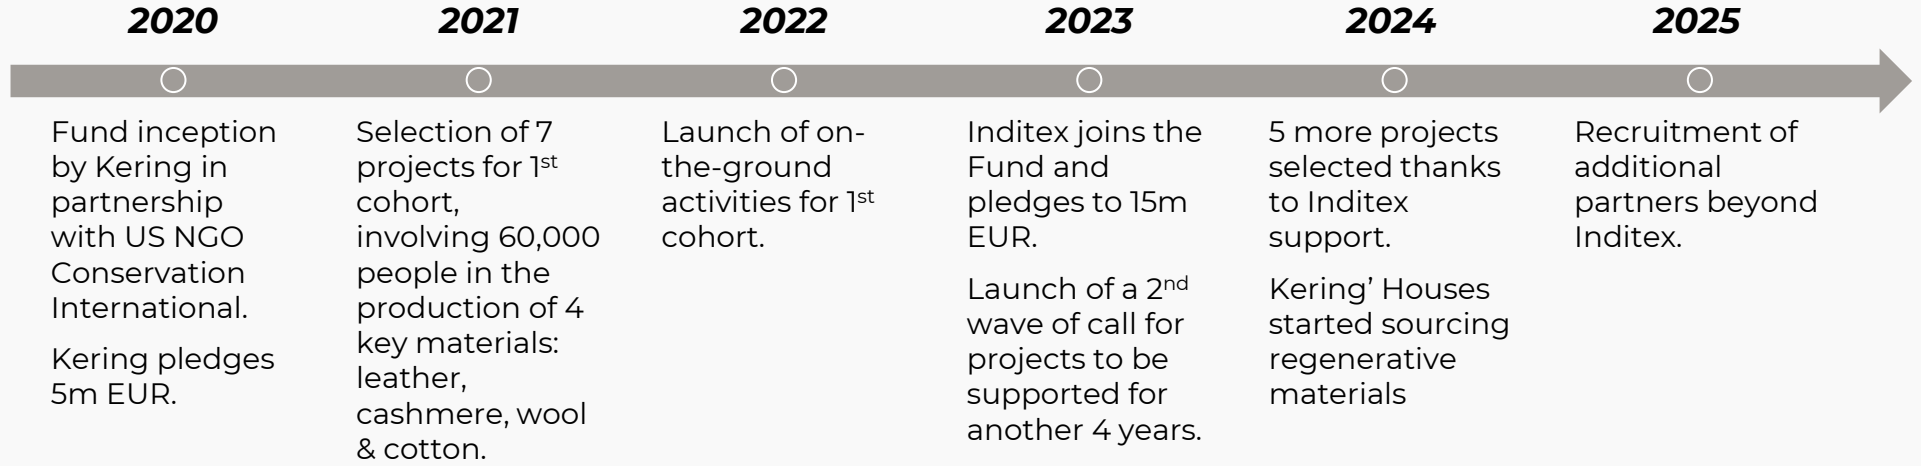 2020
2021
2022
2023
2024
2025
Fund inception
by Kering in
partnership
with US NGO
Conservation
International.
Kering pledges
5m EUR.
Selection of 7
projects for 1st
cohort,
involving 60,000
people in the
production of 4
key materials:
leather,
cashmere, wool
& cotton.
Launch of on-
the-ground
activities for 1st
cohort.
Inditex joins the
Fund and
pledges to 15m
EUR.
Launch of a 2nd
wave of call for
projects to be
supported for
another 4 years.
5 more projects
selected thanks
to Inditex
support.
Kering’ Houses
started sourcing
regenerative
materials
Recruitment of
additional
partners beyond
Inditex.